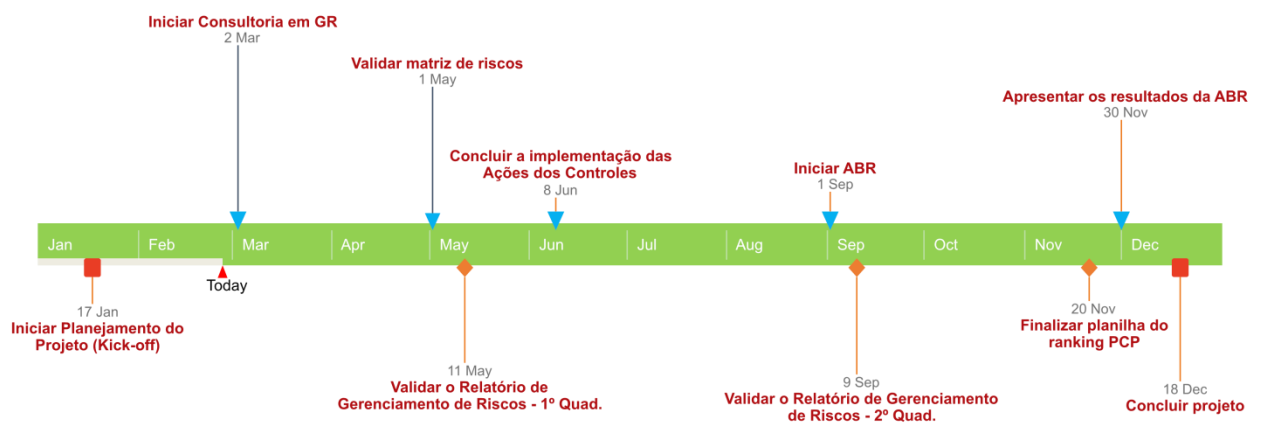 Iniciar Consultoria em GR
2 Mar
Validar matriz de riscos
1 May
Apresentar os resultados da ABR
30 Nov
Concluir a implementação das
Ações dos Controles
8 Jun
Iniciar ABR
1 Sep
Jan Feb Mar Apr May Jun Jul Aug Sep Oct Nov Dec
Today
17 Jan
Iniciar Planejamento do
Projeto (Kick-off)
11 May
Validar o Relatório de
Gerenciamento de Riscos - 1º Quad.
9 Sep
Validar o Relatório de Gerenciamento
de Riscos - 2º Quad.
20 Nov
Finalizar planilha do
ranking PCP
18 Dec
Concluir projeto